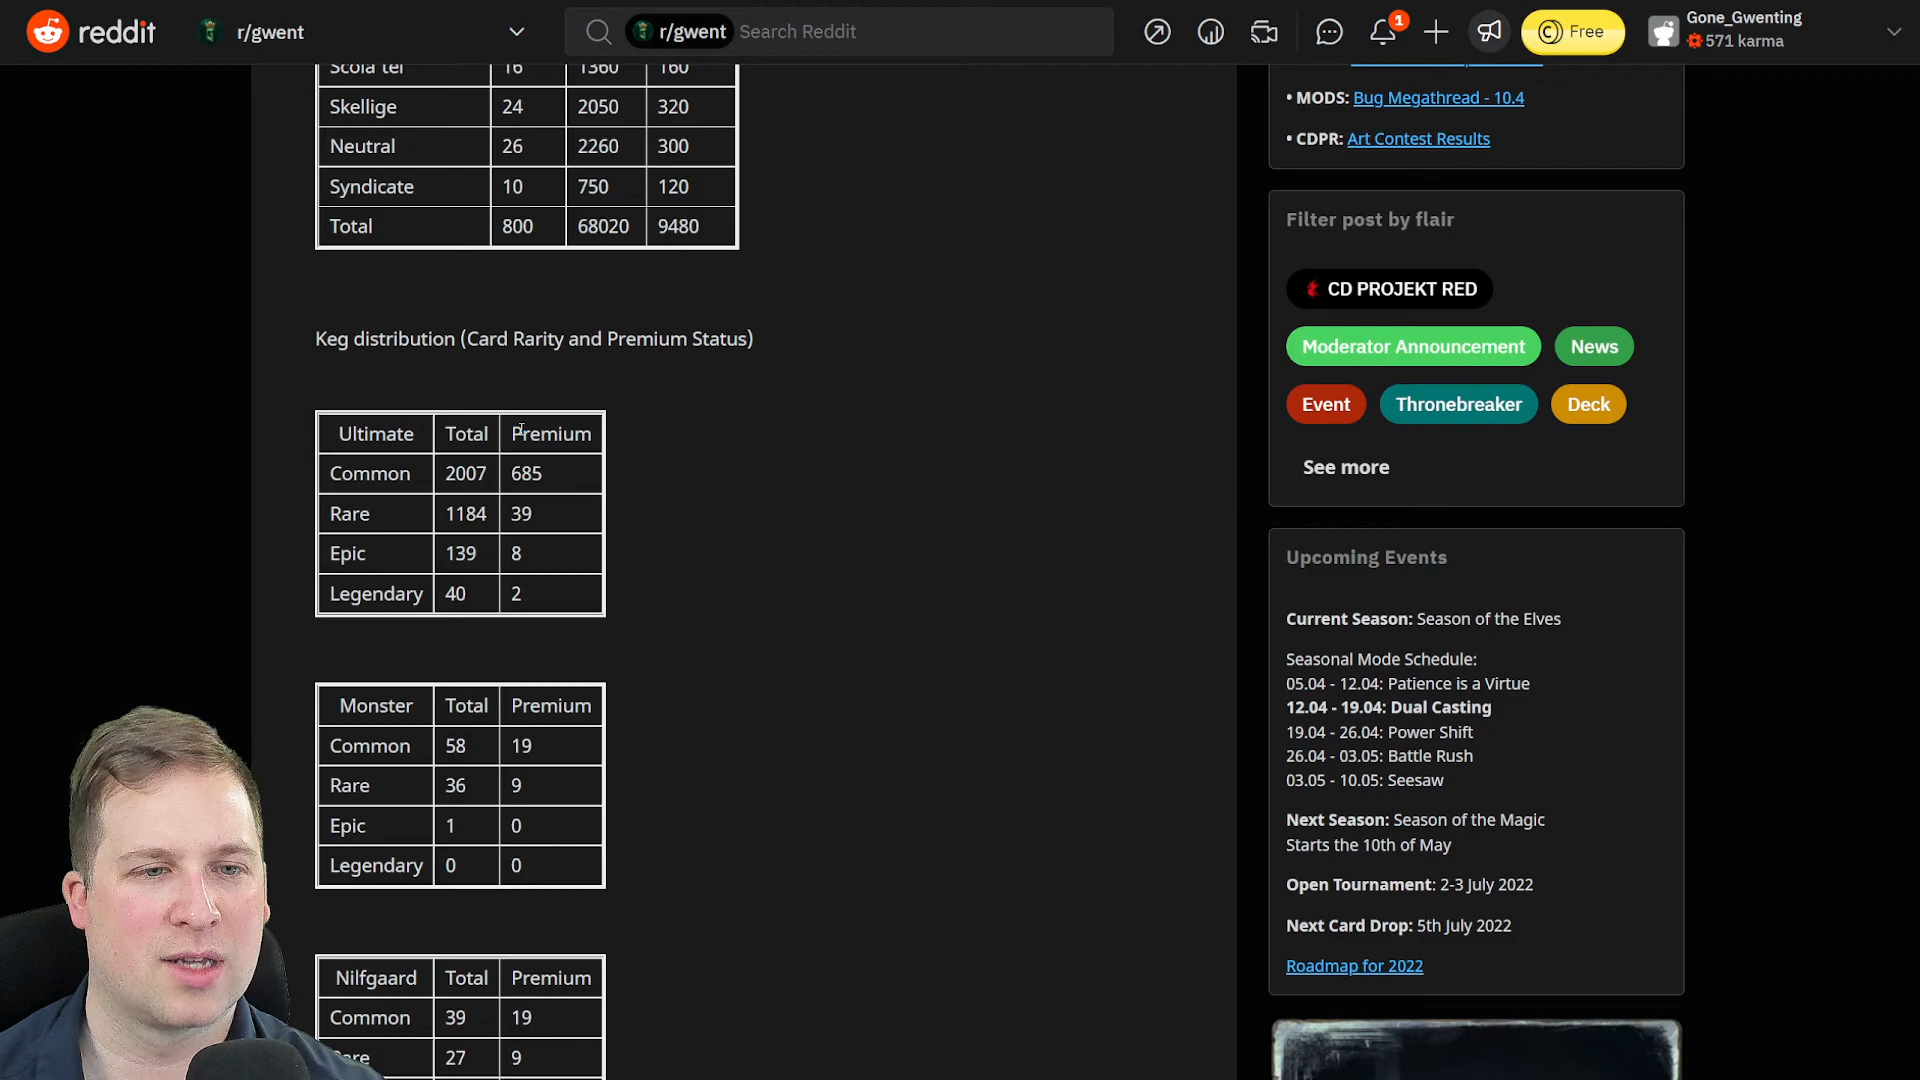 reddit r/gwent r/gwent Search Reddit 1 Free Gone_Gwenting
571 karma
16 1360 160
Skellige 24 2050 320
Neutral 26 2260 300
Syndicate 10 750 120
Total 800 68020 9480
Keg distribution (Card Rarity and Premium Status)
Ultimate Total Premium
Common 2007 685
Rare 1184 39
Epic 139 8
Legendary 40 2
Monster Total Premium
Common 58 19
Rare 36 9
Epic 1 0
Legendary 0 0
Nilfgaard Total Premium
Common 39 19
27 9
• MODS: Bug Megathread - 10.4
• CDPR: Art Contest Results
Filter post by flair
CD PROJEKT RED
Moderator Announcement News
Event Thronebreaker Deck
See more
Upcoming Events
Current Season: Season of the Elves
Seasonal Mode Schedule:
05.04 - 12.04: Patience is a Virtue
12.04 - 19.04: Dual Casting
19.04 - 26.04: Power Shift
26.04 - 03.05: Battle Rush
03.05 - 10.05: Seesaw
Next Season: Season of the Magic
Starts the 10th of May
Open Tournament: 2-3 July 2022
Next Card Drop: 5th July 2022
Roadmap for 2022